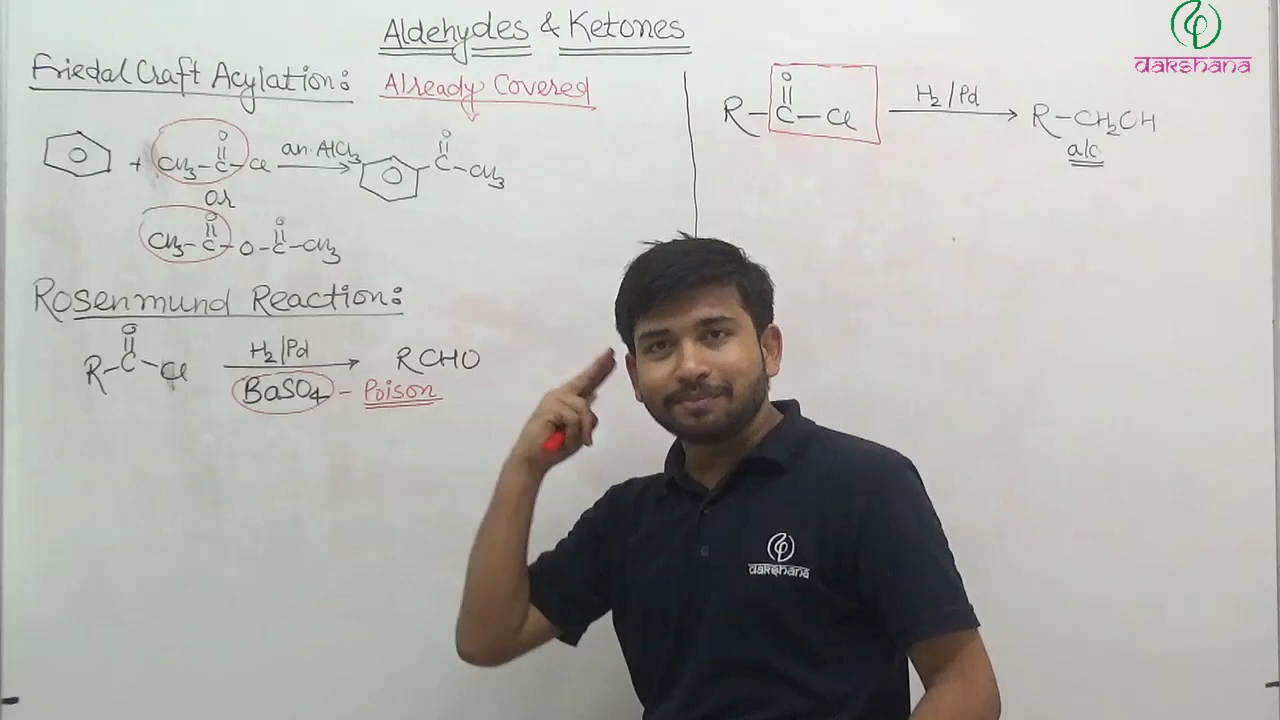 Aldehydes & Ketones
Friedal Craft Acylation:
Already Covered
+ CH3-C-Cl an. AlCl3 C-CH3
O
O
or
CH3-C-O-C-CH3
O O
Rosenmund Reaction:
O
R-C-Cl H2/Pd RCHO
BaSO4 - Poison
O
R-C-Cl H2/Pd R-CH2CH
alc
dakshana
dakshana